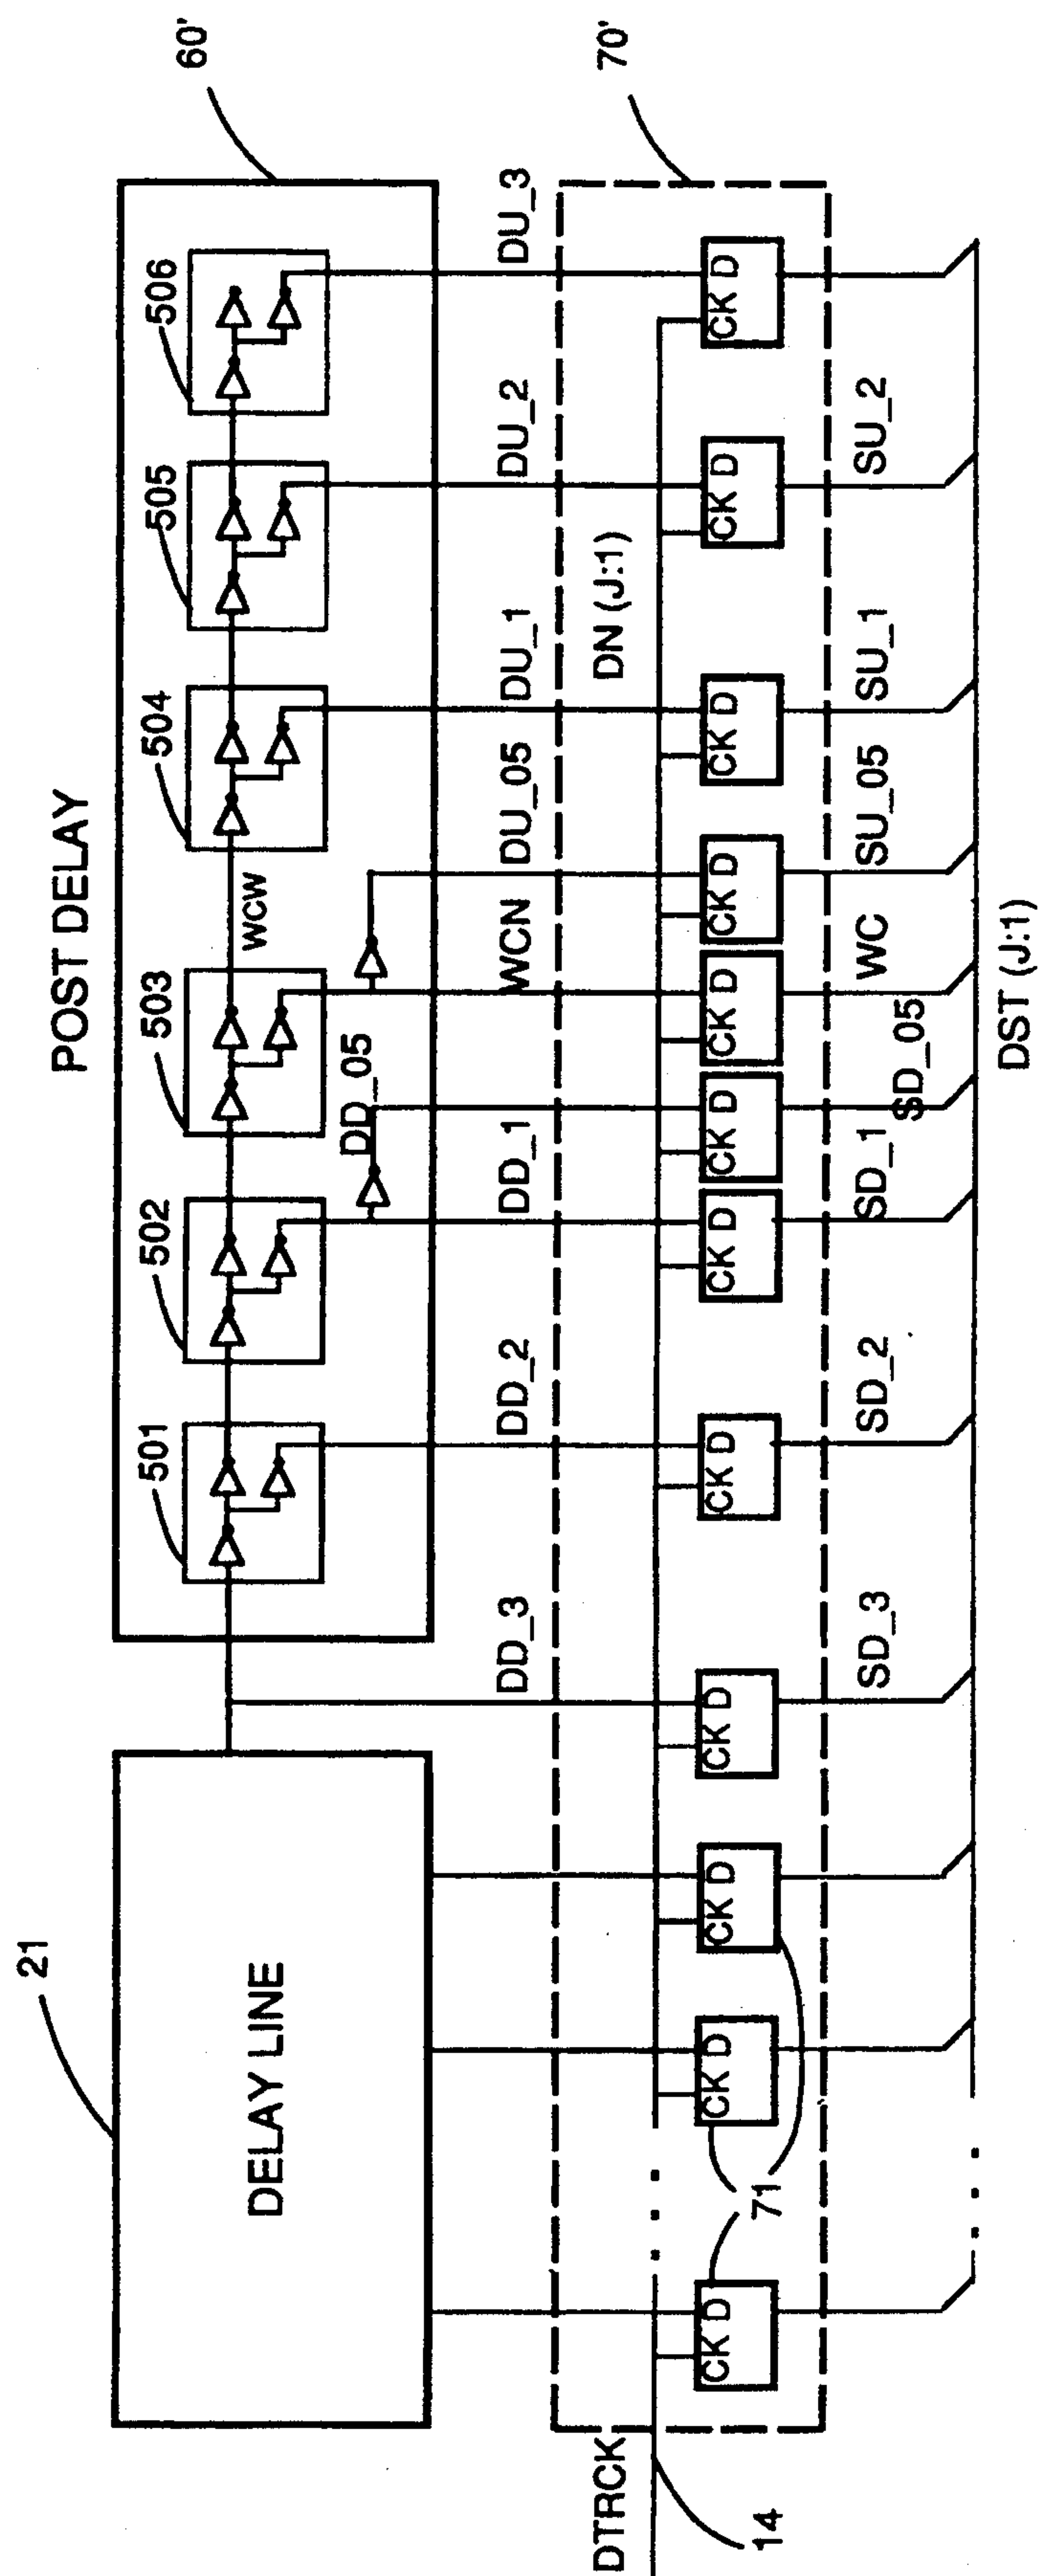 60'
70'
POST DELAY
21
DELAY LINE
501
502
503
504
505
506
WCW
DD_05
DD_3
DD_2
DD_1
WCN
DU_05
DU_1
DU_2
DU_3
DN (J:1)
DTRCK
14
CK D
CK D
CK D
CK D
CK D
CK D
CK D
CK D
CK D
CK D
CK D
CK D
71
SD_3
SD_2
SD_1
SD_05
WC
SU_05
SU_1
SU_2
DST (J:1)